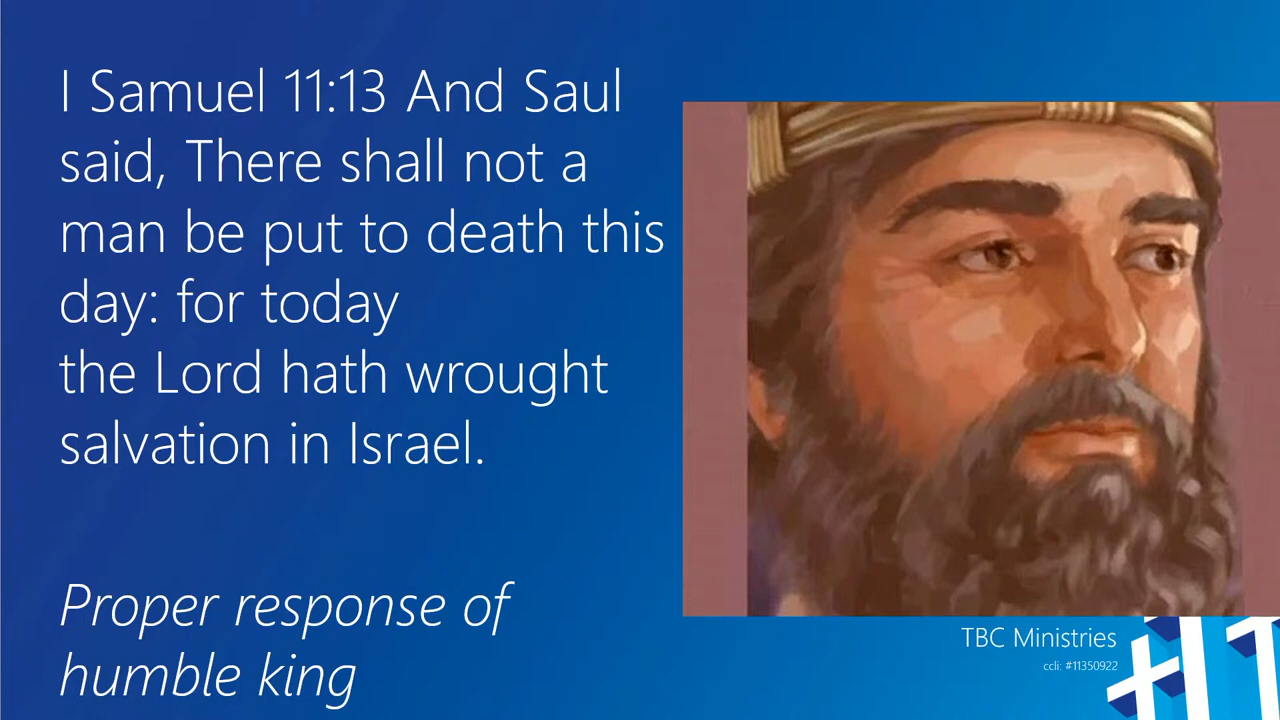 I Samuel 11:13 And Saul
said, There shall not a
man be put to death this
day: for today
the Lord hath wrought
salvation in Israel.
Proper response of
humble king
TBC Ministries
ccli: #11350922